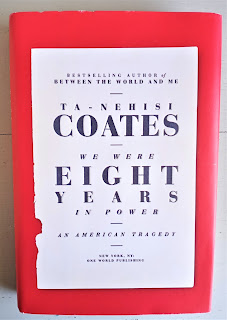 BESTSELLING AUTHOR of
BETWEEN THE WORLD AND ME
TA-NEHISI
COATES
WE WERE
EIGHT
YEARS
IN POWER
AN AMERICAN TRAGEDY
NEW YORK, NY:
ONE WORLD PUBLISHING